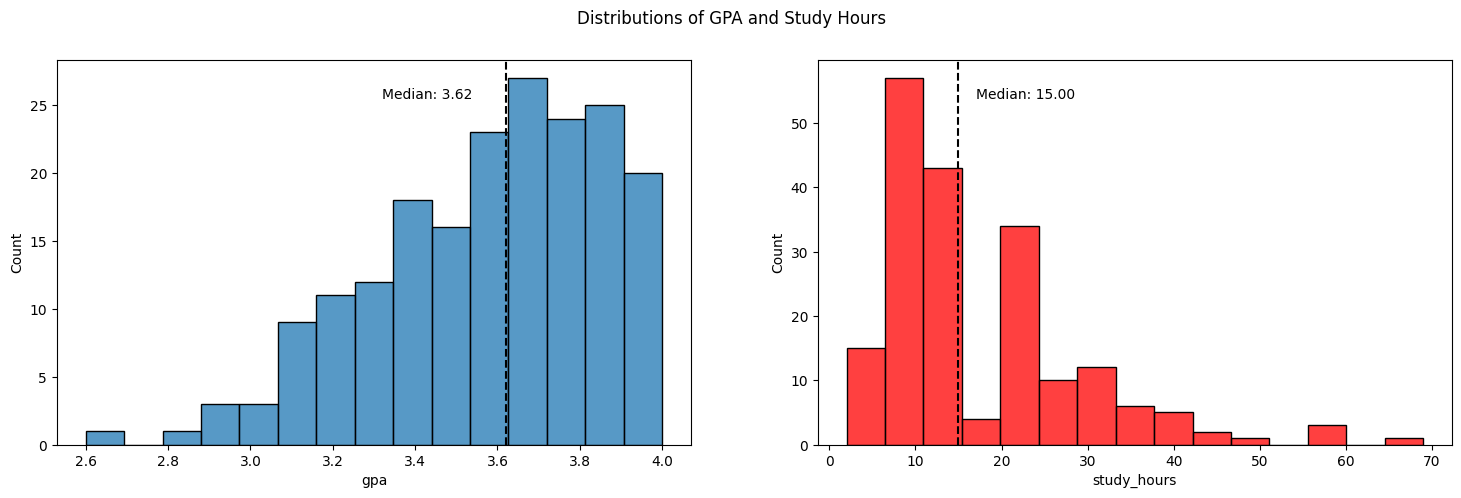 Distributions of GPA and Study Hours
Median: 3.62
25
20
15
10
5
0
Count
2.6 2.8 3.0 3.2 3.4 3.6 3.8 4.0
gpa
Median: 15.00
50
40
30
20
10
0
Count
0 10 20 30 40 50 60 70
study_hours